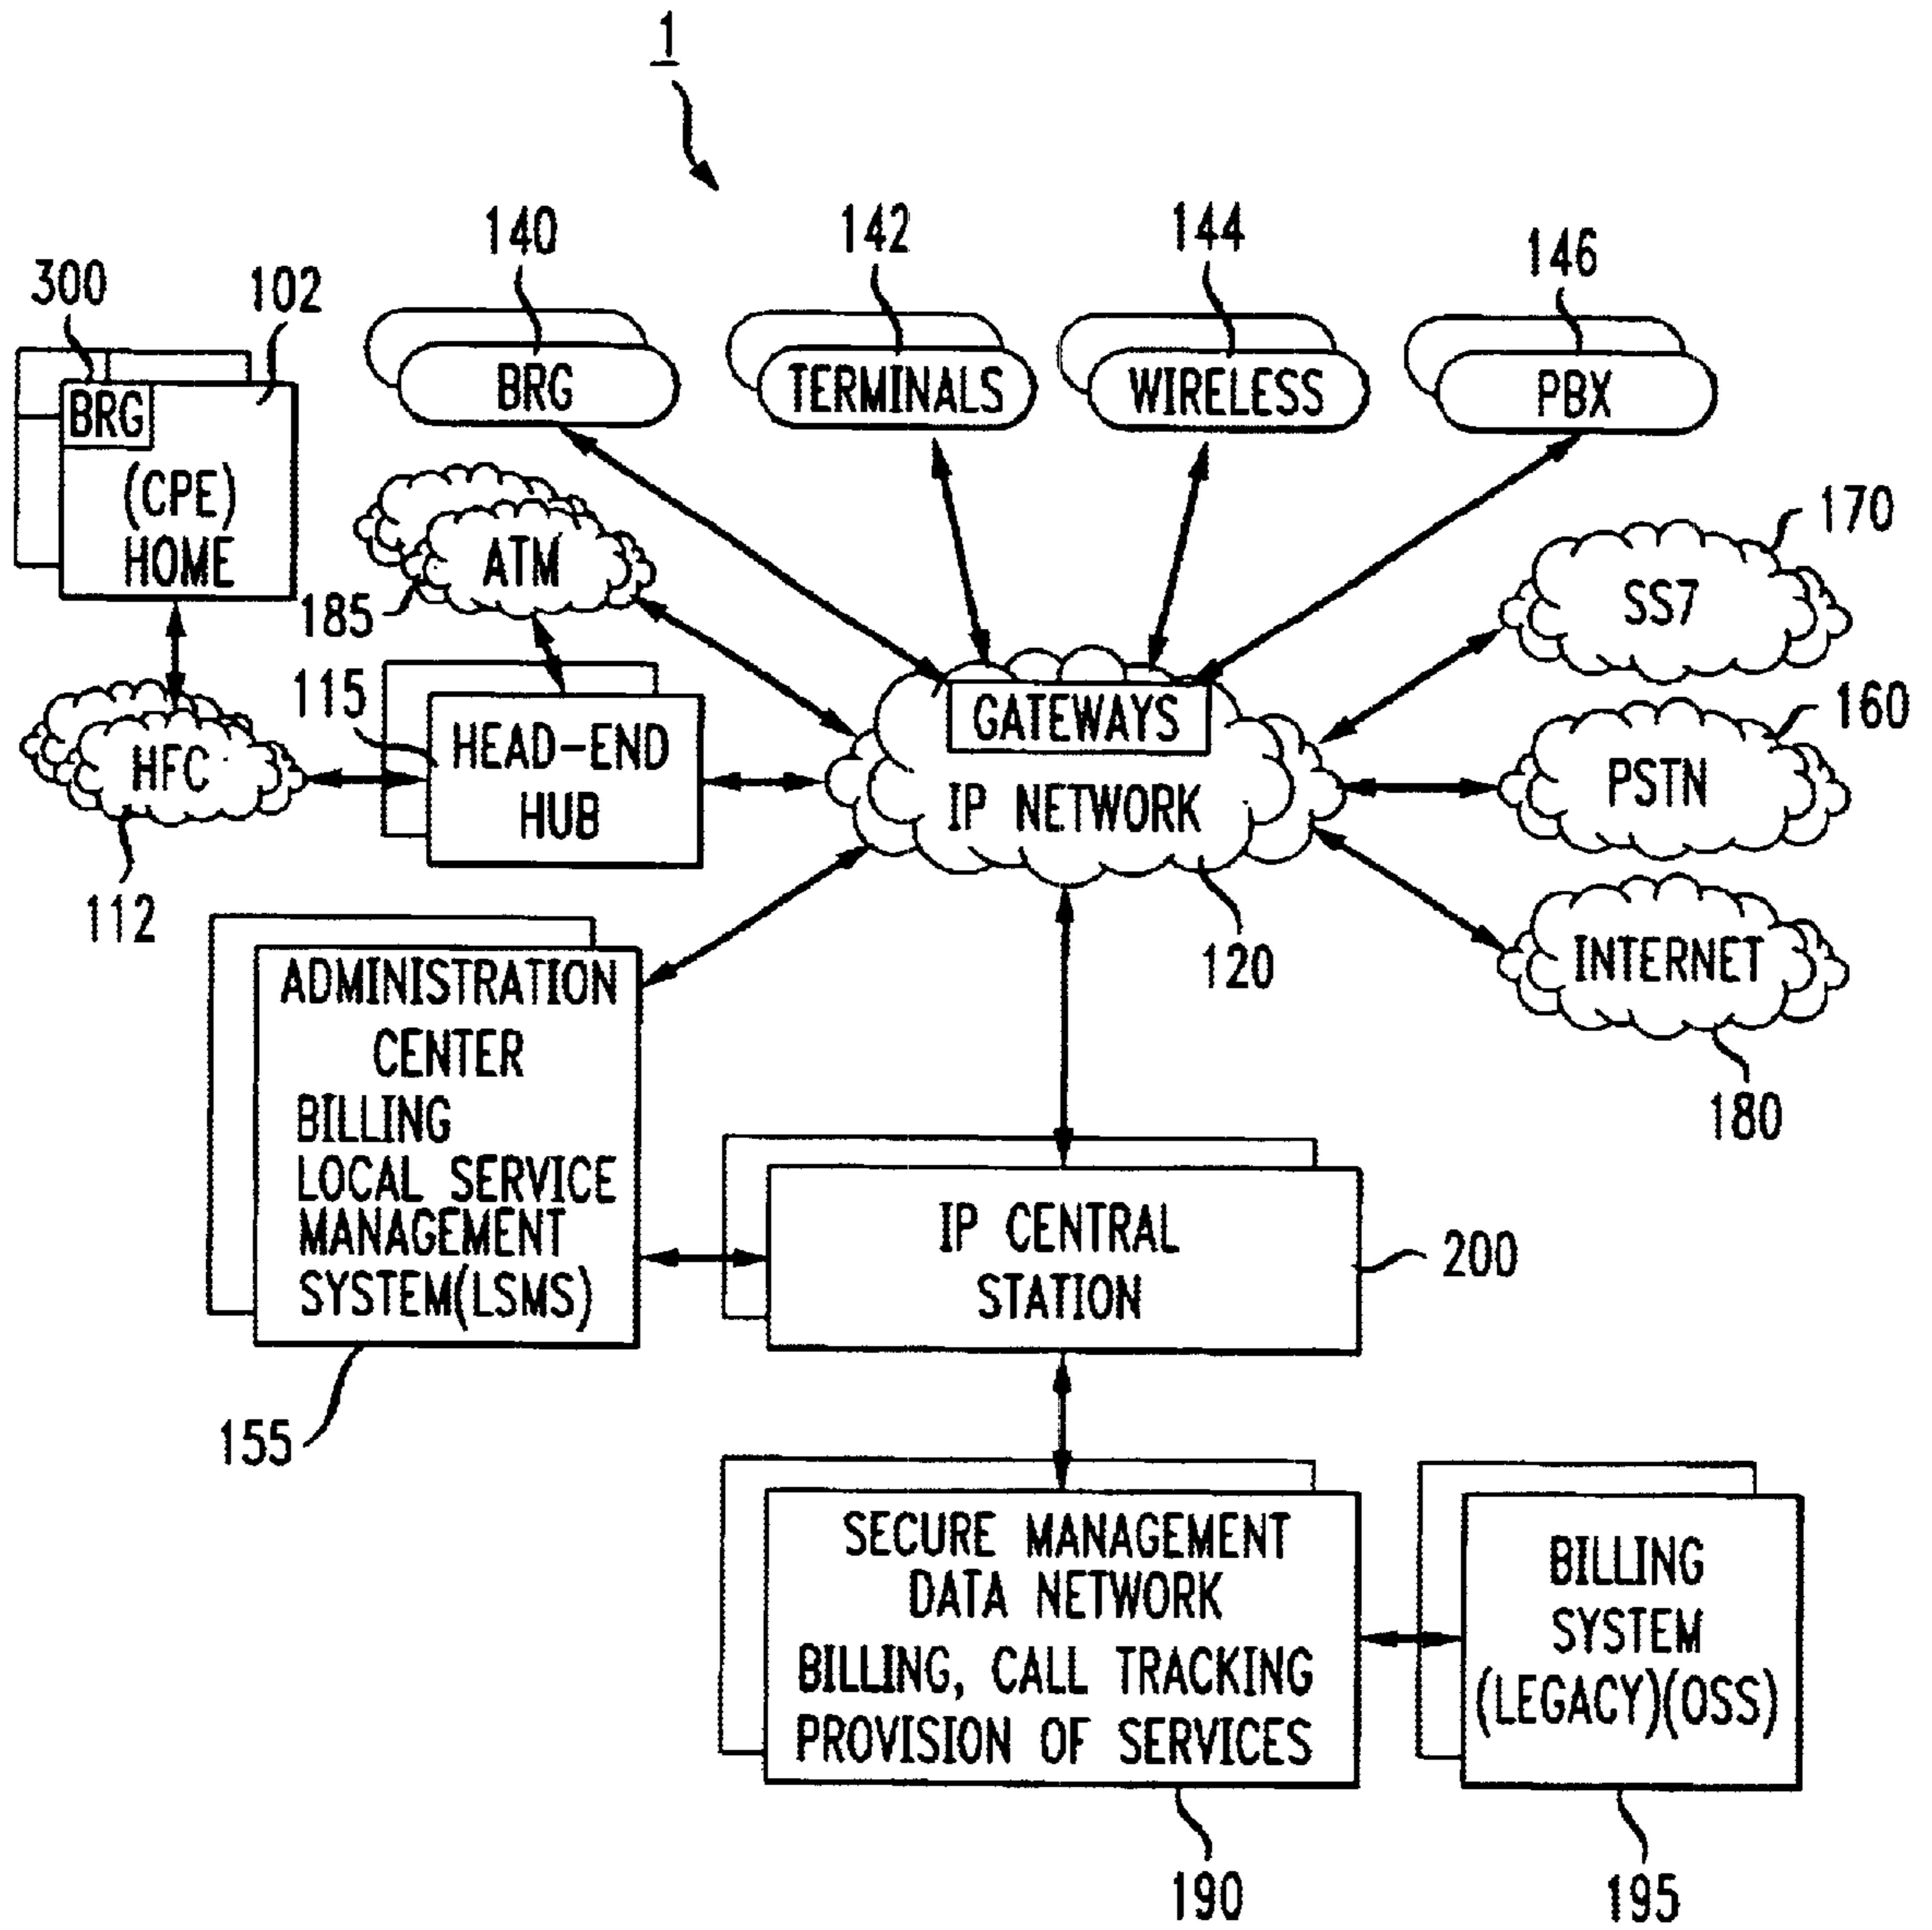 1
140
142
144
146
300
102
BRG
BRG
TERMINALS
WIRELESS
PBX
(CPE)
HOME
ATM
185
170
SS7
115
HFC
HEAD-END
HUB
GATEWAYS
IP NETWORK
160
PSTN
112
120
INTERNET
180
ADMINISTRATION
CENTER
BILLING
LOCAL SERVICE
MANAGEMENT
SYSTEM(LSMS)
IP CENTRAL
STATION
200
155
SECURE MANAGEMENT
DATA NETWORK
BILLING, CALL TRACKING
PROVISION OF SERVICES
BILLING
SYSTEM
(LEGACY)(OSS)
190
195